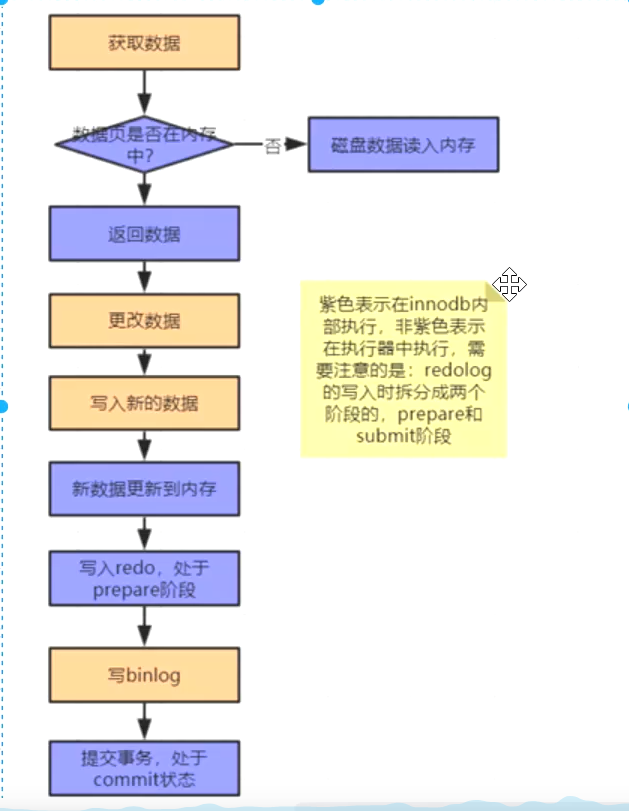 获取数据
数据页是否在内存
中?
否
磁盘数据读入内存
返回数据
更改数据
写入新的数据
新数据更新到内存
写入redo，处于
prepare阶段
写binlog
提交事务，处于
commit状态
紫色表示在innodb内
部执行，非紫色表示
在执行器中执行，需
要注意的是：redolog
的写入时拆分成两个
阶段的，prepare和
submit阶段